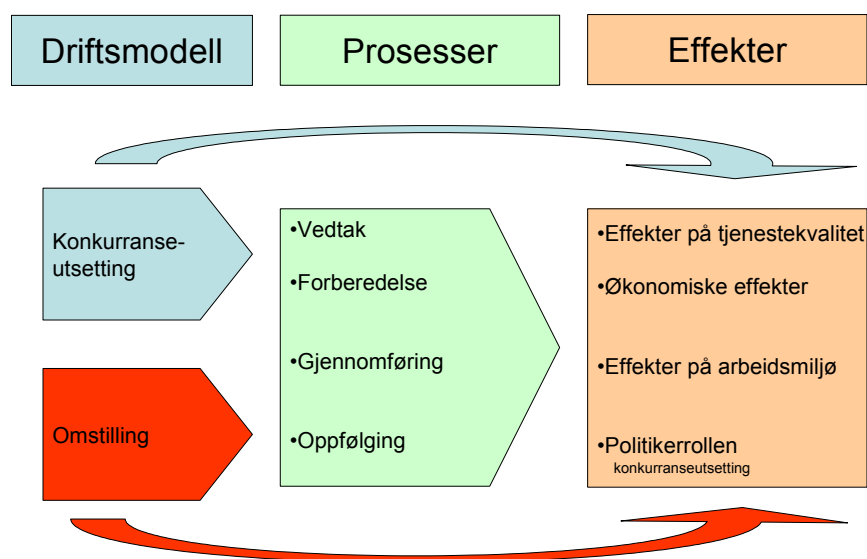 Driftsmodell
Prosesser
Effekter
Konkurranse-
utsetting
Omstilling
•Vedtak
•Forberedelse
•Gjennomføring
•Oppfølging
•Effekter på tjenestekvalitet
•Økonomiske effekter
•Effekter på arbeidsmiljø
•Politikerrollen
konkurranseutsetting